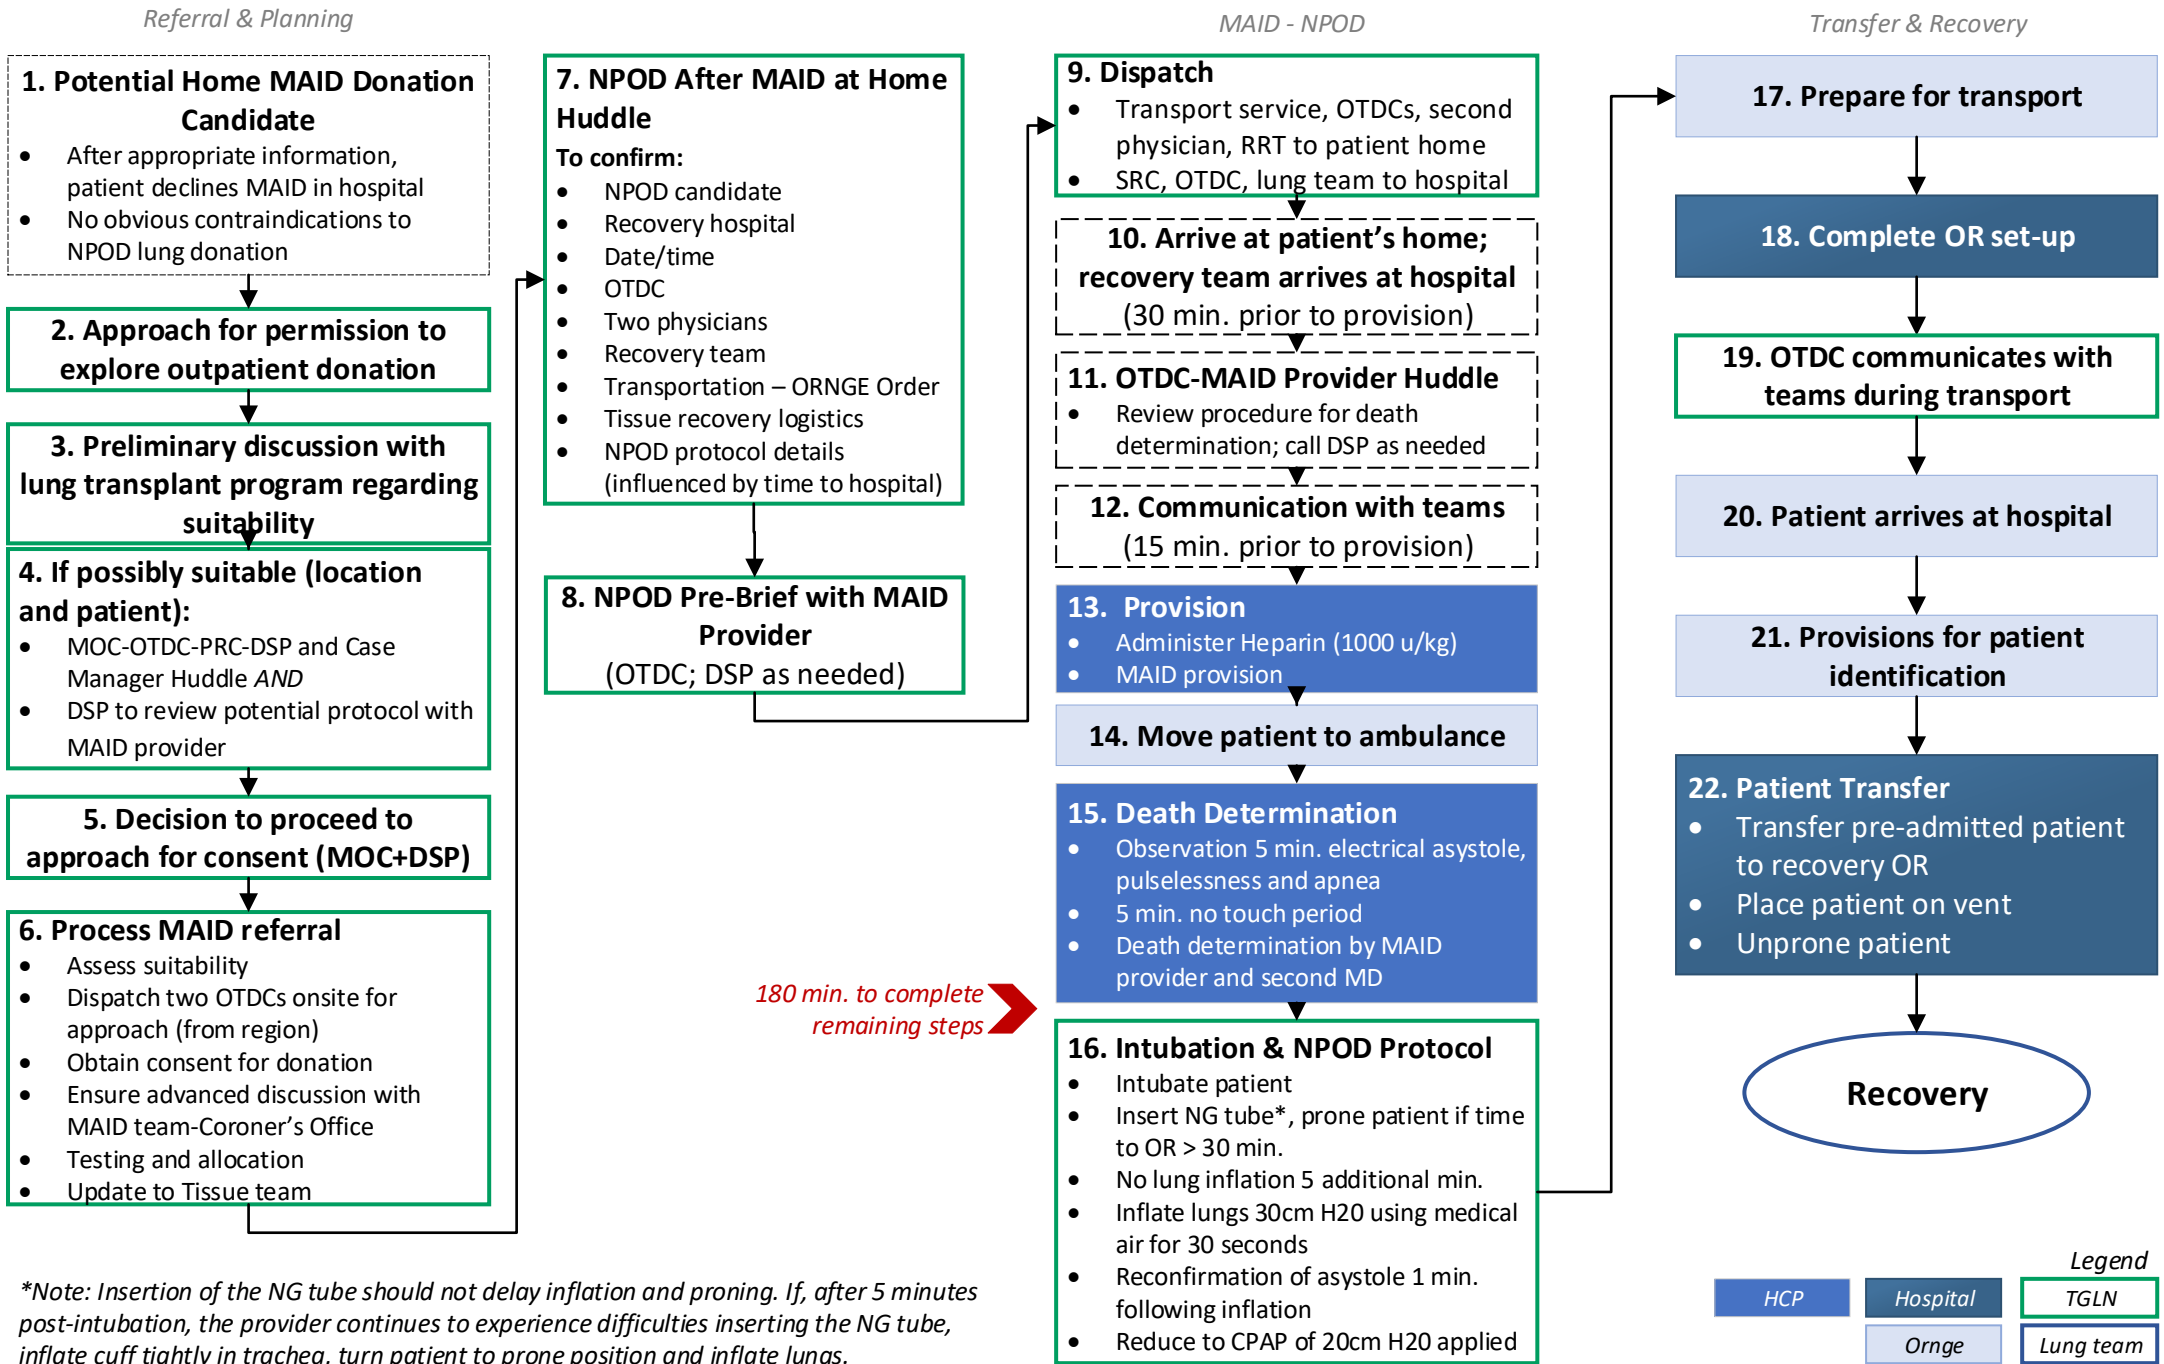 Referral & Planning
1. Potential Home MAID Donation
Candidate
• After appropriate information,
patient declines MAID in hospital
• No obvious contraindications to
NPOD lung donation
2. Approach for permission to
explore outpatient donation
3. Preliminary discussion with
lung transplant program regarding
suitability
4. If possibly suitable (location
and patient):
• MOC-OTDC-PRC-DSP and Case
Manager Huddle AND
• DSP to review potential protocol with
MAID provider
5. Decision to proceed to
approach for consent (MOC+DSP)
6. Process MAID referral
• Assess suitability
• Dispatch two OTDCs onsite for
approach (from region)
• Obtain consent for donation
• Ensure advanced discussion with
MAID team-Coroner's Office
• Testing and allocation
• Update to Tissue team
7. NPOD After MAID at Home
Huddle
To confirm:
• NPOD candidate
• Recovery hospital
• Date/time
• OTDC
• Two physicians
• Recovery team
• Transportation – ORNGE Order
• Tissue recovery logistics
• NPOD protocol details
(influenced by time to hospital)
8. NPOD Pre-Brief with MAID
Provider
(OTDC; DSP as needed)
MAID - NPOD
9. Dispatch
• Transport service, OTDCs, second
physician, RRT to patient home
• SRC, OTDC, lung team to hospital
10. Arrive at patient's home;
recovery team arrives at hospital
(30 min. prior to provision)
11. OTDC-MAID Provider Huddle
• Review procedure for death
determination; call DSP as needed
12. Communication with teams
(15 min. prior to provision)
13. Provision
• Administer Heparin (1000 u/kg)
• MAID provision
14. Move patient to ambulance
15. Death Determination
• Observation 5 min. electrical asystole,
pulselessness and apnea
• 5 min. no touch period
• Death determination by MAID
provider and second MD
180 min. to complete
remaining steps
16. Intubation & NPOD Protocol
• Intubate patient
• Insert NG tube*, prone patient if time
to OR > 30 min.
• No lung inflation 5 additional min.
• Inflate lungs 30cm H20 using medical
air for 30 seconds
• Reconfirmation of asystole 1 min.
following inflation
• Reduce to CPAP of 20cm H20 applied
Transfer & Recovery
17. Prepare for transport
18. Complete OR set-up
19. OTDC communicates with
teams during transport
20. Patient arrives at hospital
21. Provisions for patient
identification
22. Patient Transfer
• Transfer pre-admitted patient
to recovery OR
• Place patient on vent
• Unprone patient
Recovery
*Note: Insertion of the NG tube should not delay inflation and proning. If, after 5 minutes
post-intubation, the provider continues to experience difficulties inserting the NG tube,
inflate cuff tightly in trachea, turn patient to prone position and inflate lungs.
Legend
HCP
Hospital
TGLN
Ornge
Lung team